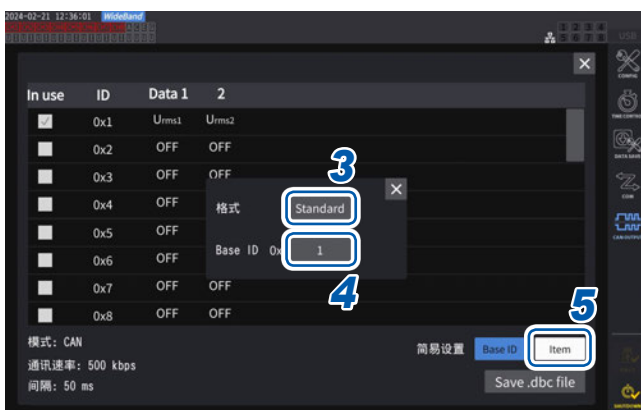 2024-02-21 12:36:01 WideBand
USB
CONFIG
TIME CONTROL
DATA SAVE
COM
CAN OUTPUT
In use ID Data 1 2
0x1 Urms1 Urms2
0x2 OFF OFF
0x3 OFF OFF
0x4 OFF
0x5 OFF
0x6 OFF
0x7 OFF OFF
0x8 OFF OFF
3
格式 Standard
Base ID 0x 1
4
5
模式: CAN
通讯速率: 500 kbps
间隔: 50 ms
简易设置 Base ID Item
Save .dbc file
SHUTDOWN